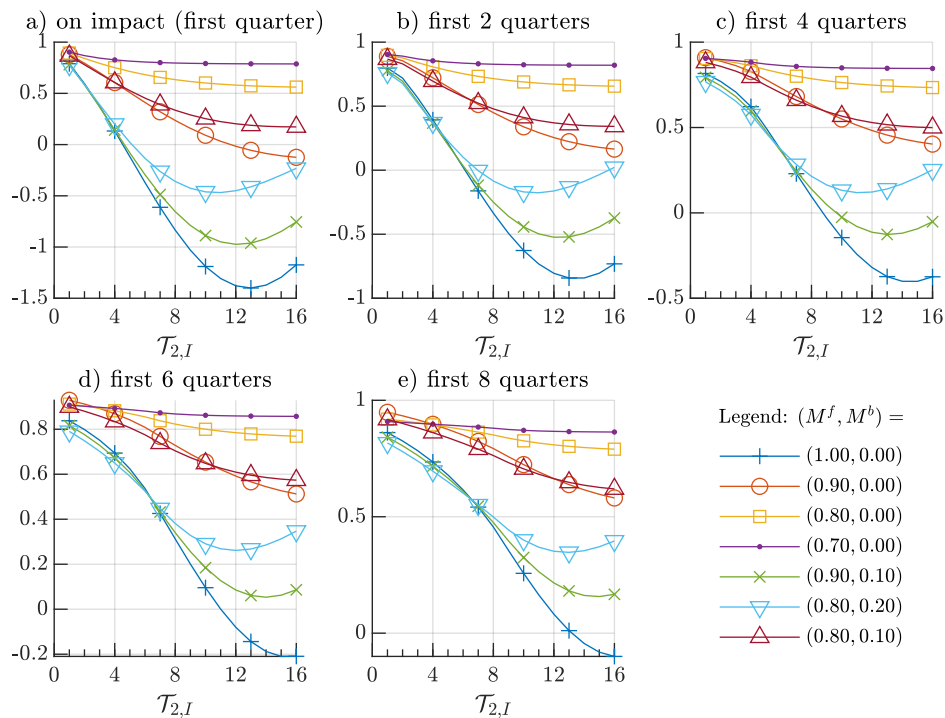 a) on impact (first quarter)
1
0.5
0
-0.5
-1
-1.5
0 4 8 12 16
𝒯₂,I
b) first 2 quarters
1
0.5
0
-0.5
-1
0 4 8 12 16
𝒯₂,I
c) first 4 quarters
1
0.5
0
-0.5
0 4 8 12 16
𝒯₂,I
d) first 6 quarters
0.8
0.6
0.4
0.2
0
-0.2
0 4 8 12 16
𝒯₂,I
e) first 8 quarters
1
0.5
0
0 4 8 12 16
𝒯₂,I
Legend: (M^f, M^b) =
(1.00, 0.00)
(0.90, 0.00)
(0.80, 0.00)
(0.70, 0.00)
(0.90, 0.10)
(0.80, 0.20)
(0.80, 0.10)